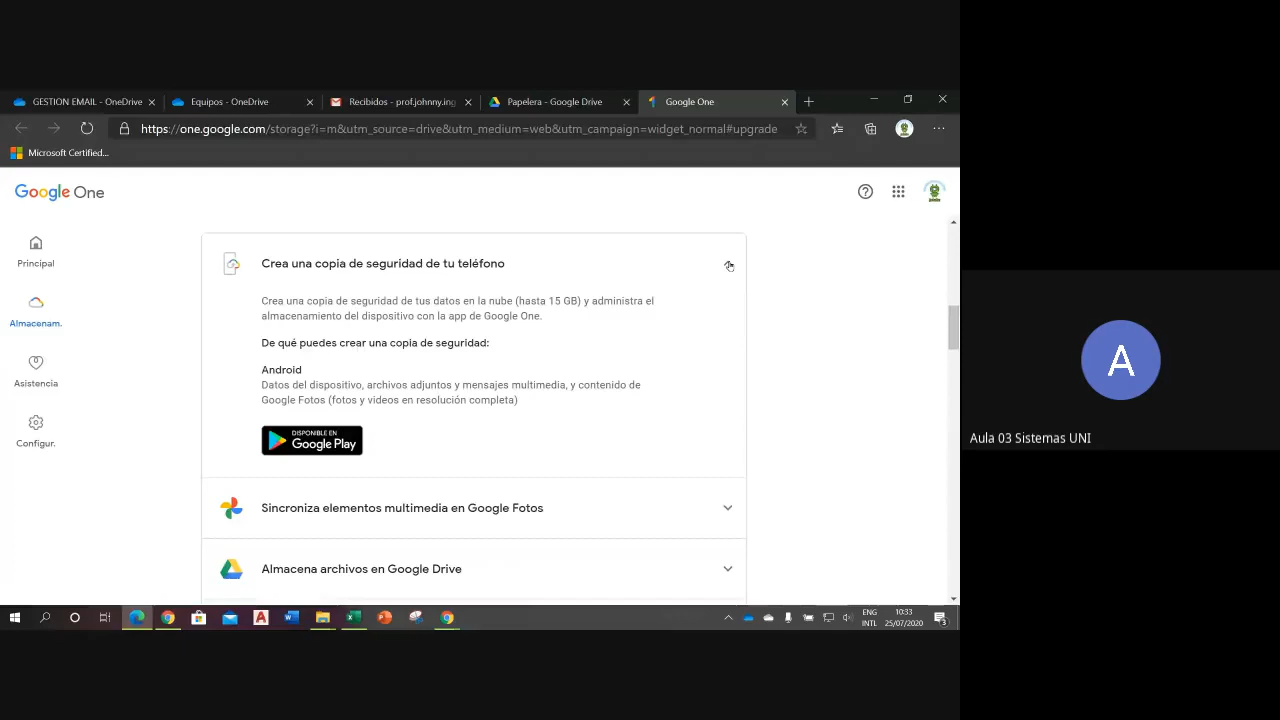 GESTION EMAIL - OneDrive
Equipos - OneDrive
Recibidos - prof.johnny.ing
Papelera - Google Drive
Google One
https://one.google.com/storage?i=m&utm_source=drive&utm_medium=web&utm_campaign=widget_normal#upgrade
Microsoft Certified...
Google One
Principal
Almacenam.
Asistencia
Configur.
Crea una copia de seguridad de tu teléfono
Crea una copia de seguridad de tus datos en la nube (hasta 15 GB) y administra el
almacenamiento del dispositivo con la app de Google One.
De qué puedes crear una copia de seguridad:
Android
Datos del dispositivo, archivos adjuntos y mensajes multimedia, y contenido de
Google Fotos (fotos y videos en resolución completa)
DISPONIBLE EN
Google Play
Sincroniza elementos multimedia en Google Fotos
Almacena archivos en Google Drive
ENG
INTL
10:33
25/07/2020
3
A
Aula 03 Sistemas UNI